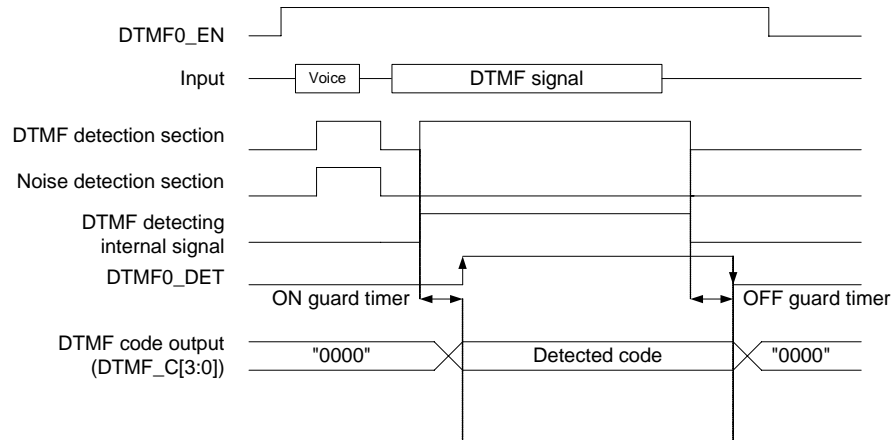 DTMF0_EN
Input
Voice
DTMF signal
DTMF detection section
Noise detection section
DTMF detecting
internal signal
DTMF0_DET
ON guard timer
OFF guard timer
DTMF code output
(DTMF_C[3:0])
"0000"
Detected code
"0000"